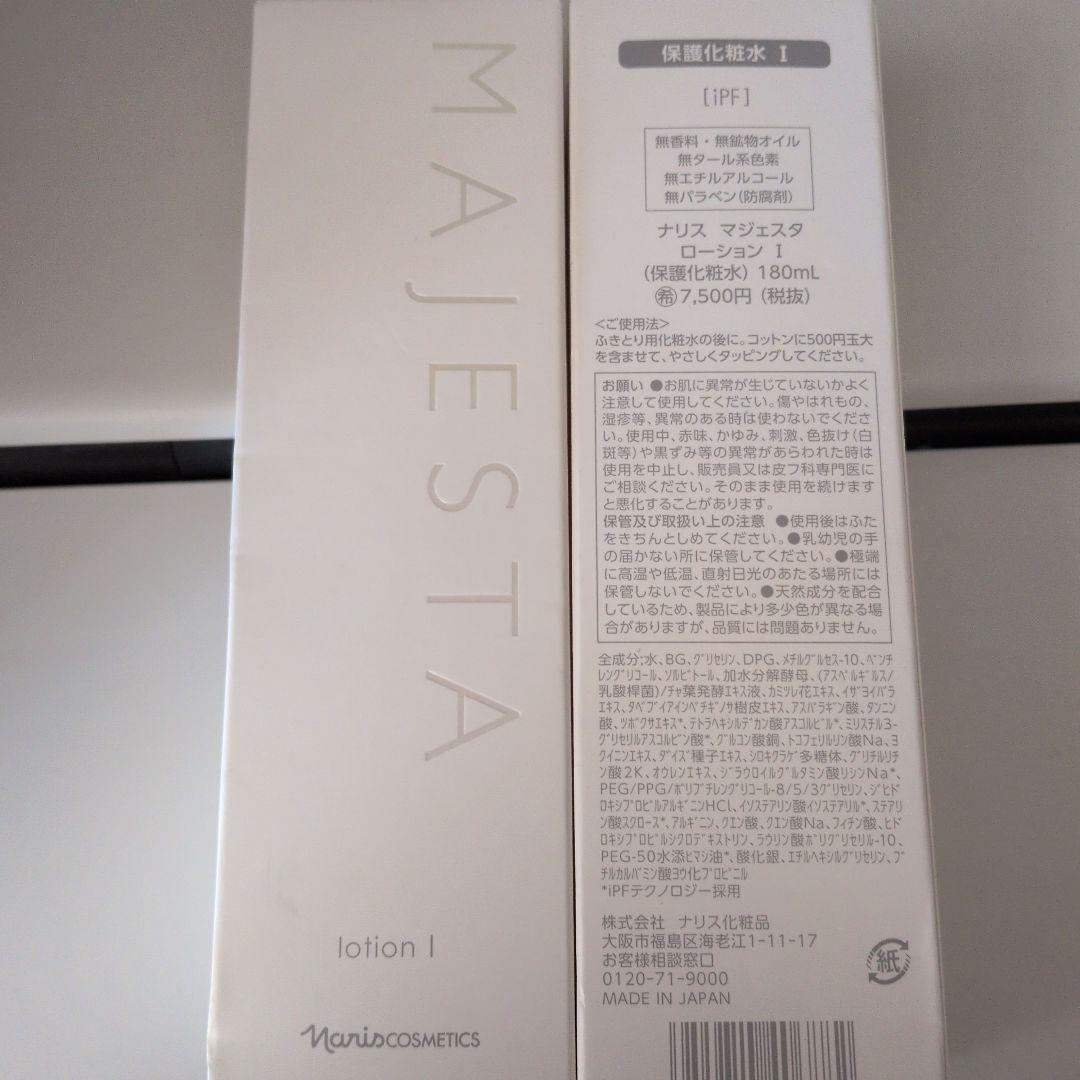 MAJESTA
lotion I
NarisCOSMETICS
保護化粧水 I
[iPF]
無香料・無鉱物オイル
無タール系色素
無エチルアルコール
無パラベン(防腐剤)
ナリス マジェスタ
ローション I
(保護化粧水) 180mL
㊒7,500円 (税抜)
<ご使用法>
ふきとり用化粧水の後に。コットンに500円玉大
を含ませて、やさしくタッピングしてください。
お願い ●お肌に異常が生じていないかよく
注意して使用してください。傷やはれもの、
湿疹等、異常のある時は使わないでくださ
い。使用中、赤味、かゆみ、刺激、色抜け(白
斑等)や黒ずみ等の異常があらわれた時は
使用を中止し、販売員又は皮フ科専門医に
ご相談ください。そのまま使用を続けます
と悪化することがあります。
保管及び取扱い上の注意 ●使用後はふた
をきちんとしめてください。●乳幼児の手
の届かない所に保管してください。●極端
に高温や低温、直射日光のあたる場所には
保管しないでください。●天然成分を配合
しているため、製品により多少色が異なる場
合がありますが、品質には問題ありません。
全成分;水、BG、グリセリン、DPG、メチルグルセス-10、ペンチ
レングリコール、ソルビトール、加水分解酵母、(アスペルギルス/
乳酸桿菌)/チャ葉発酵エキス液、カミツレ花エキス、イザヨイバラ
エキス、タベブイアインペチギノサ樹皮エキス、アスパラギン酸、タンニン
酸、ツボクサエキス*、テトラヘキシルデカン酸アスコルビル*、ミリスチル3-
グリセリルアスコルビン酸*、グルコン酸銅、トコフェリルリン酸Na、ヨ
クイニンエキス、ダイズ種子エキス、シロキクラゲ多糖体、グリチルリチ
ン酸2K、オウレンエキス、ジラウロイルグルタミン酸リシンNa*、
PEG/PPG/ポリブチレングリコール-8/5/3グリセリン、ジヒド
ロキシプロピルアルギニンHCl、イソステアリン酸イソステアリル*、ステアリ
ン酸スクロース*、アルギニン、クエン酸、クエン酸Na、フィチン酸、ヒド
ロキシプロピルシクロデキストリン、ラウリン酸ポリグリセリル-10、
PEG-50水添ヒマシ油*、酸化銀、エチルヘキシルグリセリン、ブ
チルカルバミン酸ヨウ化プロピニル
*iPFテクノロジー採用
株式会社 ナリス化粧品
大阪市福島区海老江1-11-17
お客様相談窓口
0120-71-9000
MADE IN JAPAN
紙